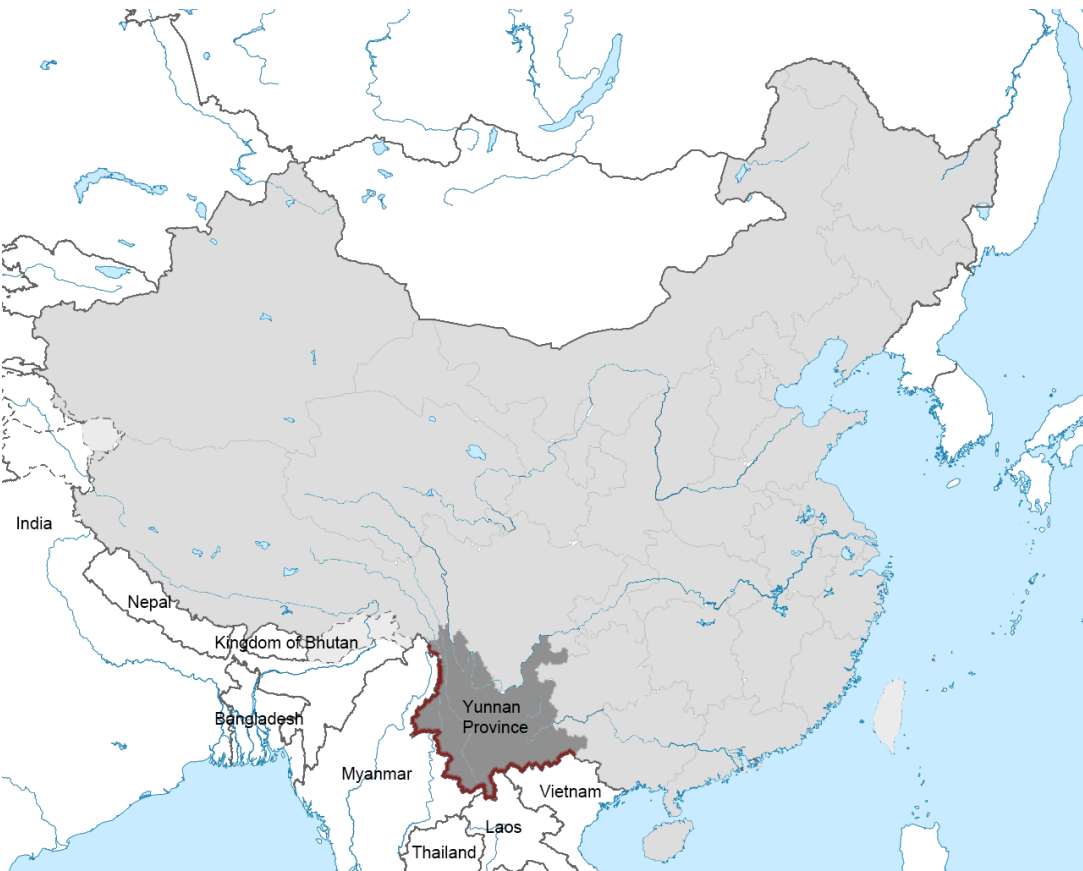 India
Nepal
Kingdom of Bhutan
Bangladesh
Yunnan
Province
Myanmar
Vietnam
Laos
Thailand